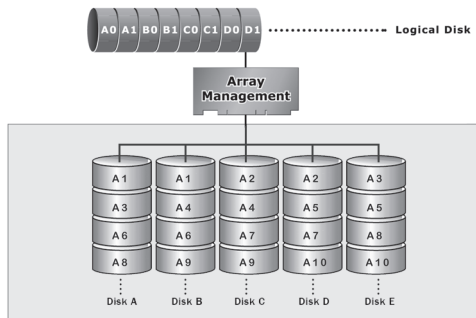 A0 A1 B0 B1 C0 C1 D0 D1 Logical Disk
Array
Management
A1 A1 A2 A2 A3
A3 A4 A4 A5 A5
A6 A6 A7 A7 A8
A8 A9 A9 A10 A10
Disk A Disk B Disk C Disk D Disk E